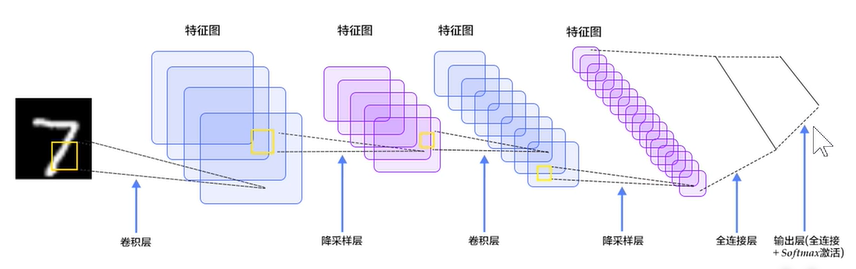 特征图
特征图
特征图
特征图
卷积层
降采样层
卷积层
降采样层
全连接层
输出层(全连接
+ Softmax激活)
7